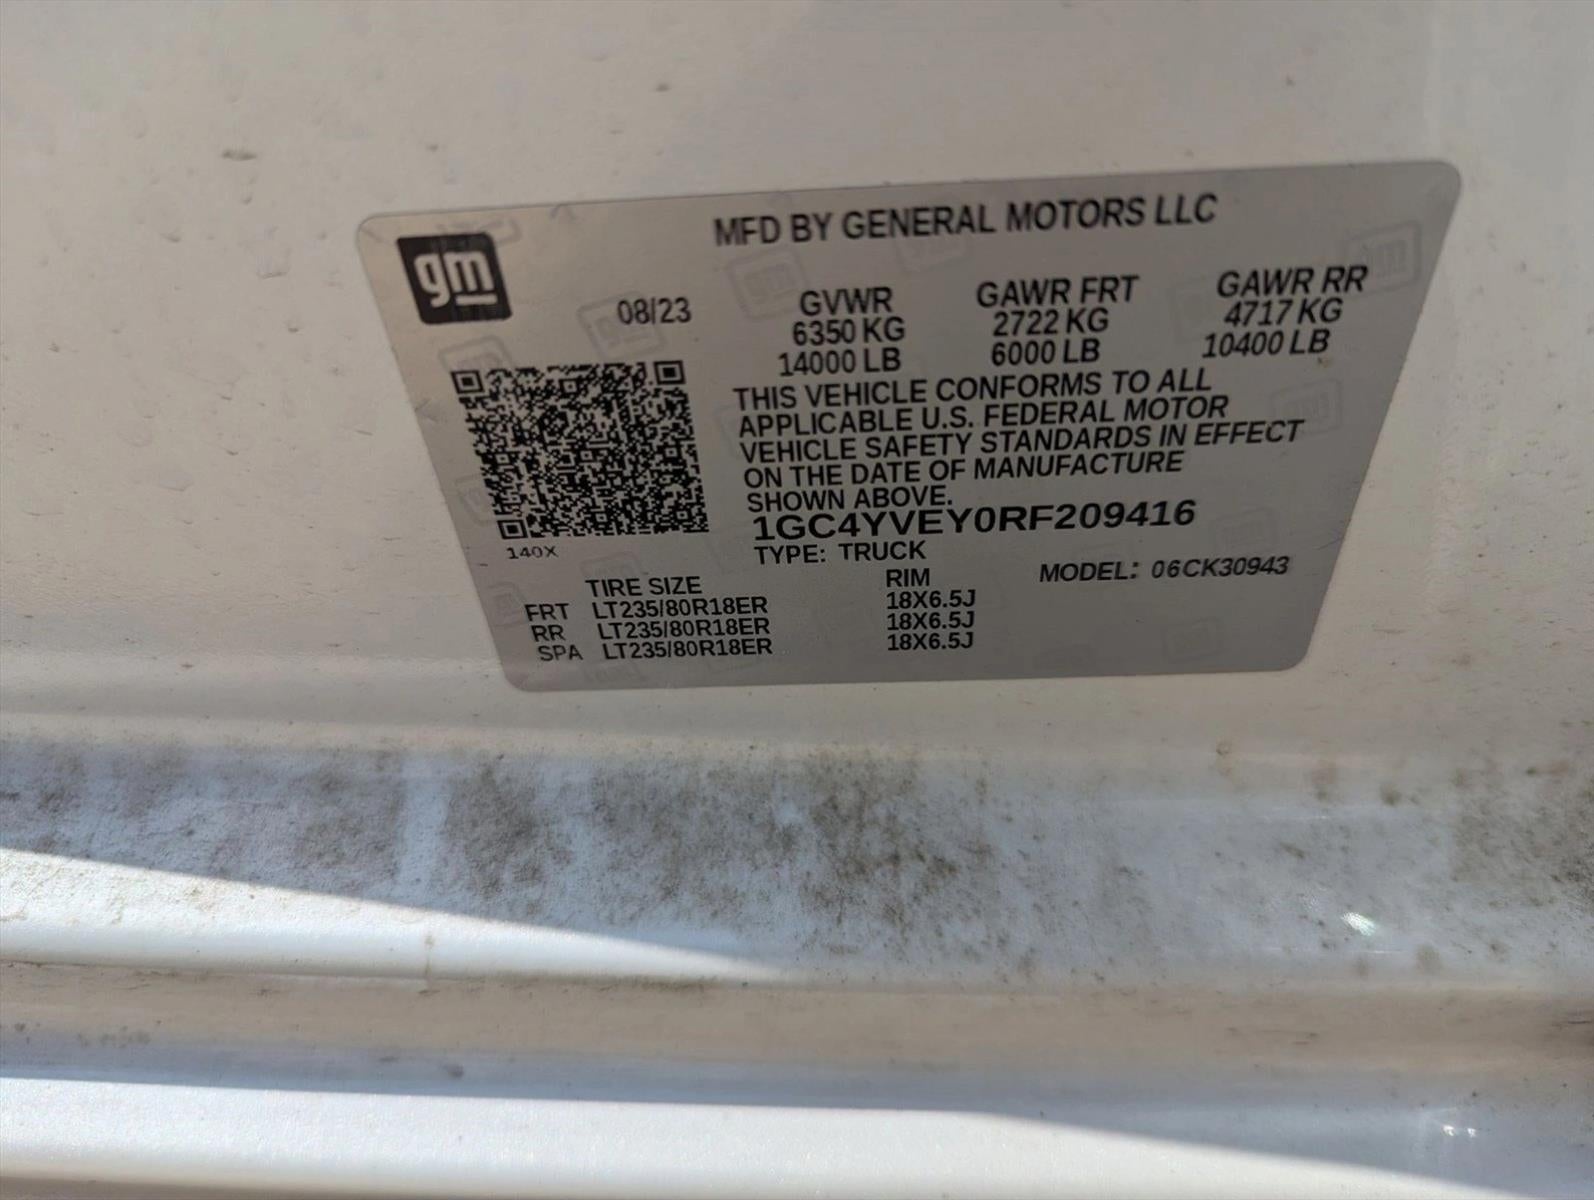 MFD BY GENERAL MOTORS LLC
gm
08/23
GVWR GAWR FRT GAWR RR
6350 KG 2722 KG 4717 KG
14000 LB 6000 LB 10400 LB
THIS VEHICLE CONFORMS TO ALL
APPLICABLE U.S. FEDERAL MOTOR
VEHICLE SAFETY STANDARDS IN EFFECT
ON THE DATE OF MANUFACTURE
SHOWN ABOVE.
1GC4YVEY0RF209416
140X
TYPE: TRUCK
MODEL: 06CK30943
TIRE SIZE RIM
FRT LT235/80R18ER 18X6.5J
RR LT235/80R18ER 18X6.5J
SPA LT235/80R18ER 18X6.5J